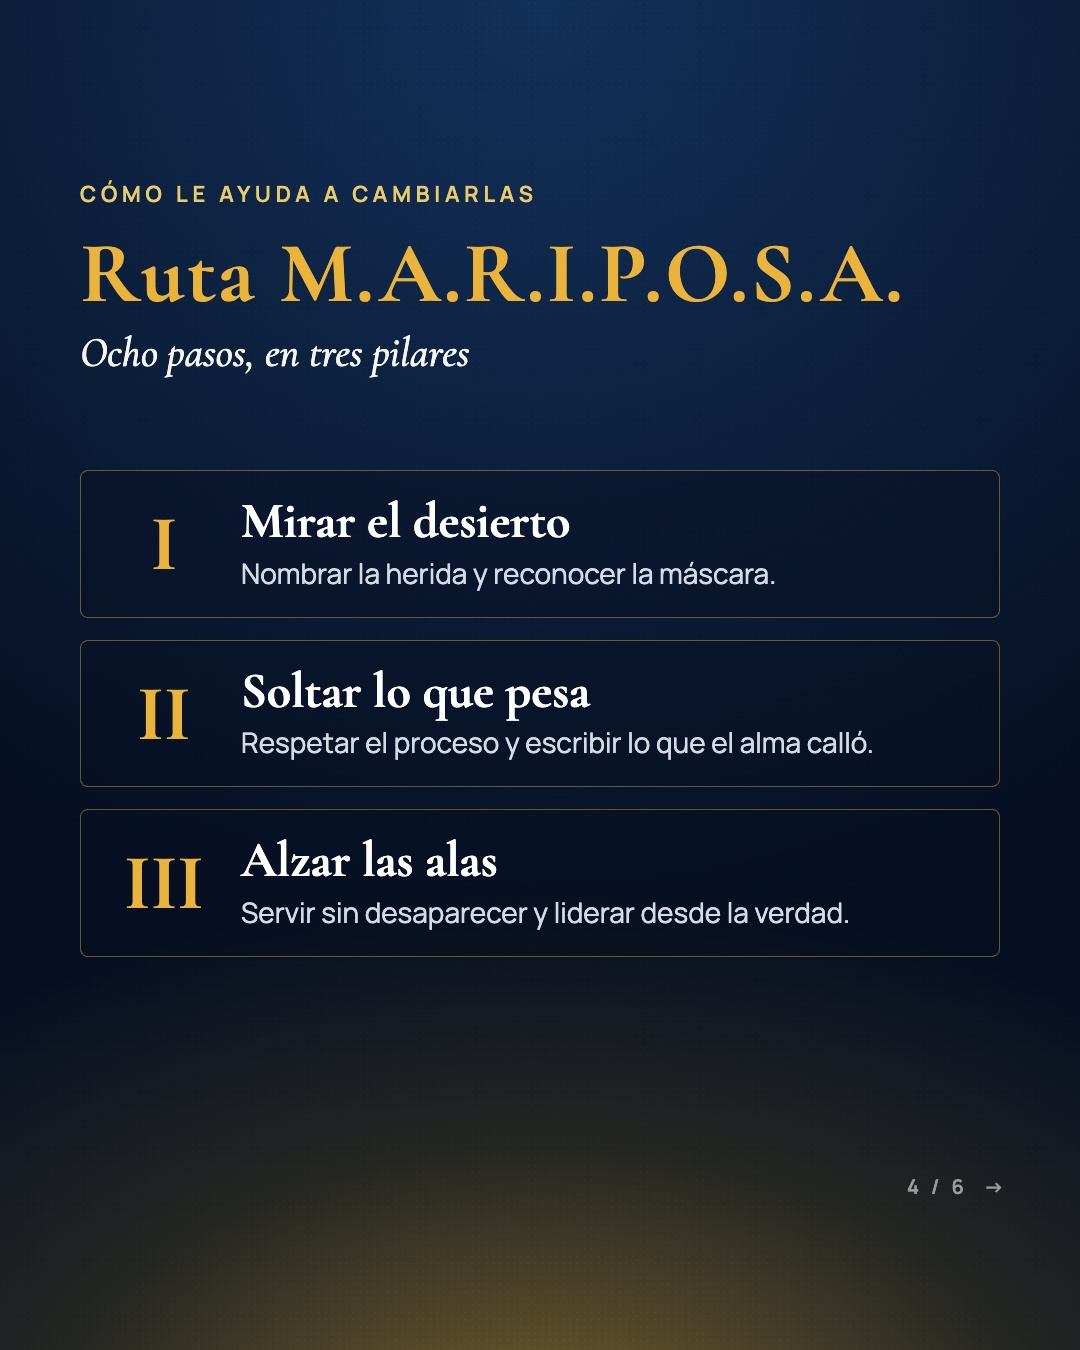 CÓMO LE AYUDA A CAMBIARLAS
Ruta M.A.R.I.P.O.S.A.
Ocho pasos, en tres pilares
I
Mirar el desierto
Nombrar la herida y reconocer la máscara.
II
Soltar lo que pesa
Respetar el proceso y escribir lo que el alma calló.
III
Alzar las alas
Servir sin desaparecer y liderar desde la verdad.
4 / 6 →